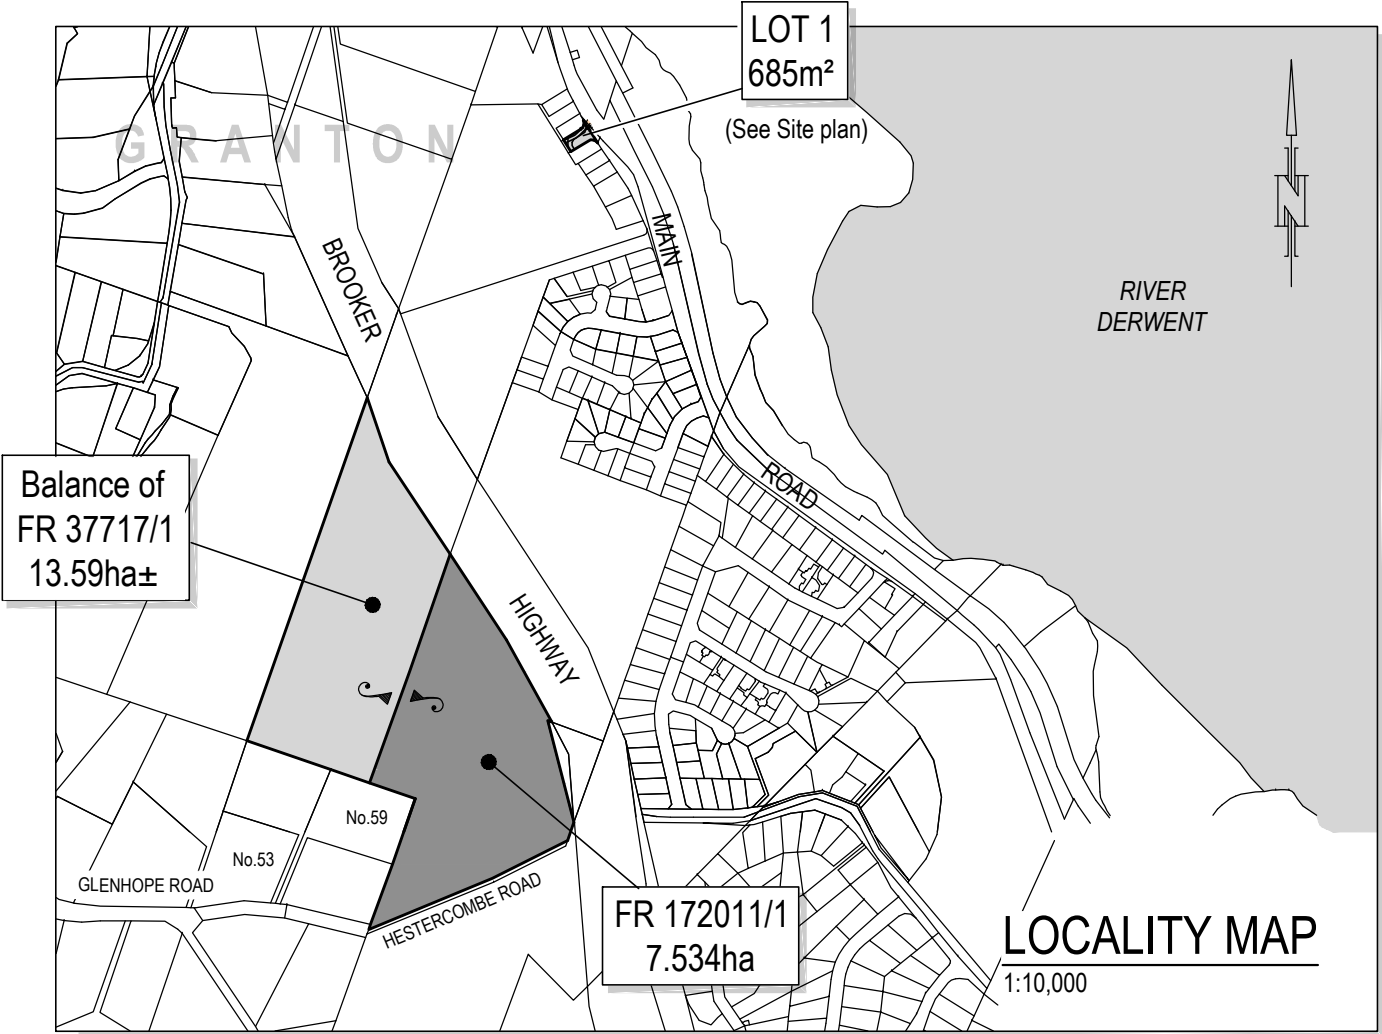 LOT 1
685m²
(See Site plan)
GRANTON
BROOKER
HIGHWAY
MAIN
ROAD
N
RIVER
DERWENT
Balance of
FR 37717/1
13.59ha±
No.59
No.53
GLENHOPE ROAD
HESTERCOMBE ROAD
FR 172011/1
7.534ha
LOCALITY MAP
1:10,000